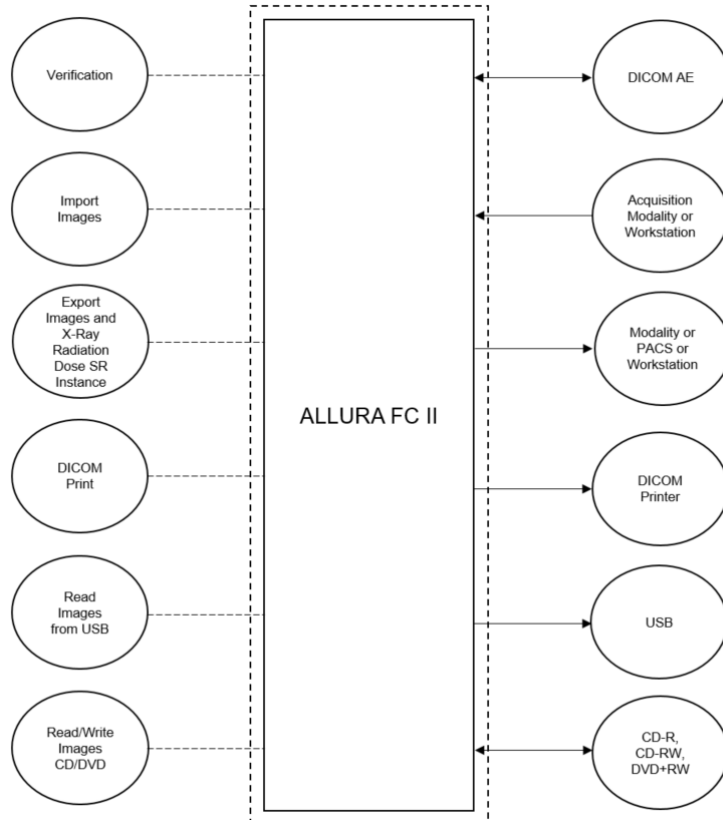 Verification
DICOM AE
Import
Images
Acquisition
Modality or
Workstation
Export
Images and
X-Ray
Radiation
Dose SR
Instance
Modality or
PACS or
Workstation
ALLURA FC II
DICOM
Print
DICOM
Printer
Read
Images
from USB
USB
Read/Write
Images
CD/DVD
CD-R,
CD-RW,
DVD+RW